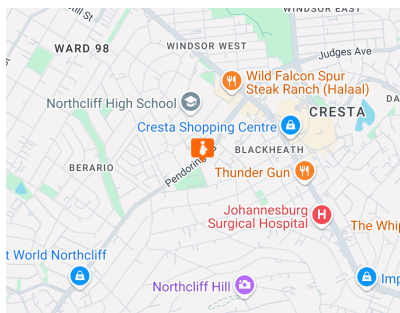 WINDSOR EAST
WARD 98
WINDSOR WEST
Judges Ave
Wild Falcon Spur
Steak Ranch (Halaal)
Northcliff High School
CRESTA
Cresta Shopping Centre
BLACKHEATH
BERARIO
Pendoring
Thunder Gun
Johannesburg
Surgical Hospital
H
The Whip
t World Northcliff
Northcliff Hill
Imp